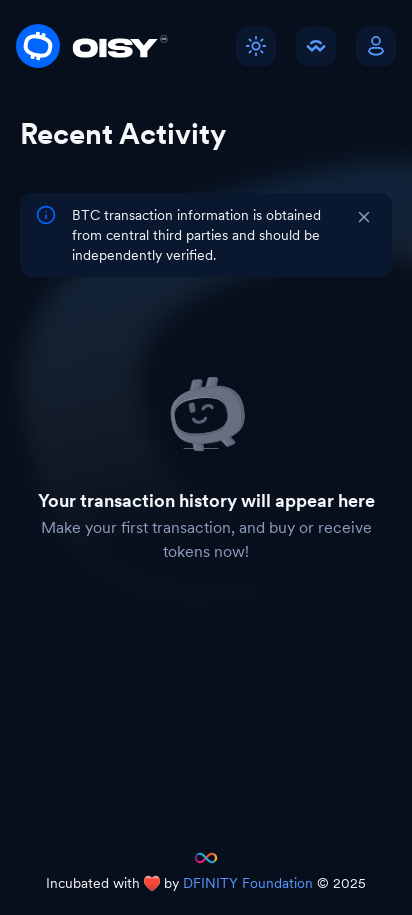 OISY
Recent Activity
BTC transaction information is obtained
from central third parties and should be
independently verified.
Your transaction history will appear here
Make your first transaction, and buy or receive
tokens now!
Incubated with ❤️ by DFINITY Foundation © 2025